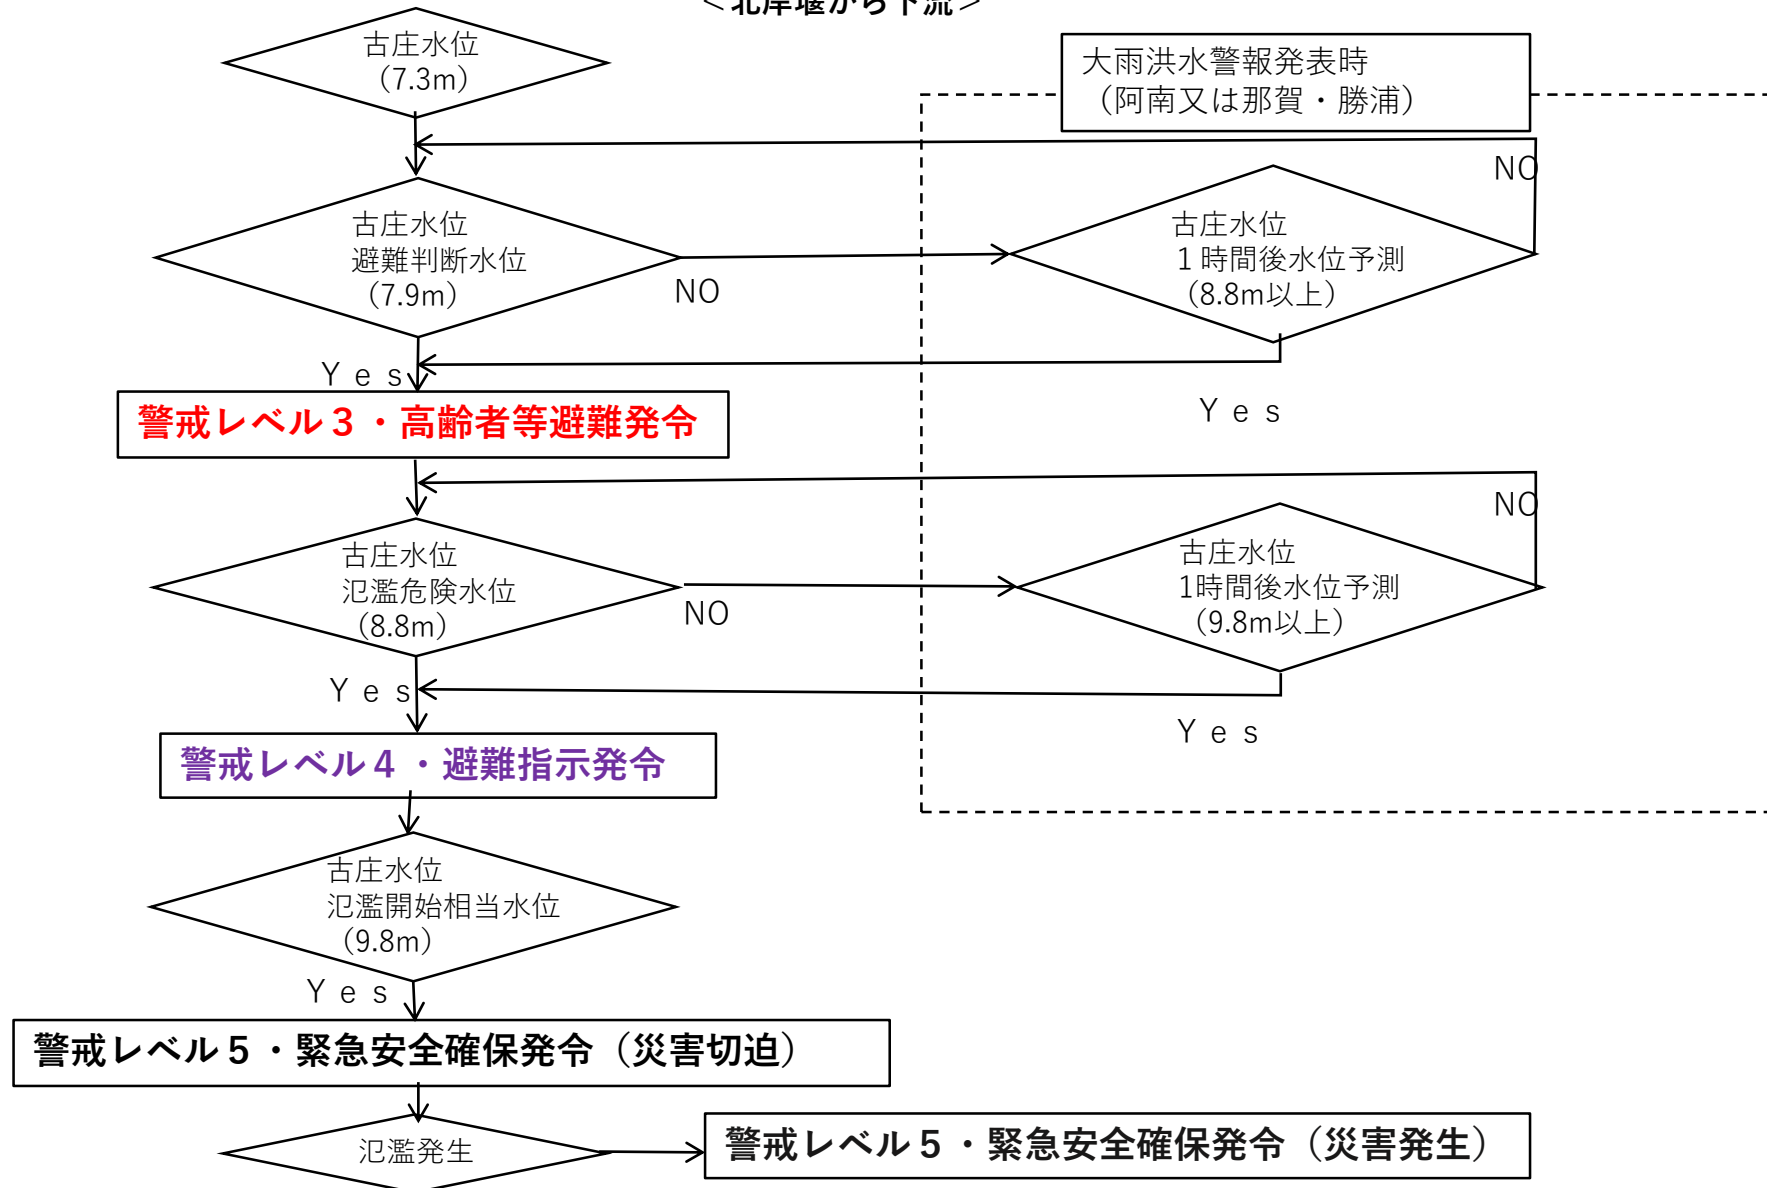 ＜北岸堰から下流＞
古庄水位
（7.3m）
大雨洪水警報発表時
（阿南又は那賀・勝浦）
NO
古庄水位
避難判断水位
（7.9m）
NO
古庄水位
１時間後水位予測
（8.8m以上）
Ｙｅｓ
Ｙｅｓ
警戒レベル３・高齢者等避難発令
NO
古庄水位
氾濫危険水位
（8.8m）
NO
古庄水位
1時間後水位予測
（9.8m以上）
Ｙｅｓ
Ｙｅｓ
警戒レベル４・避難指示発令
古庄水位
氾濫開始相当水位
（9.8m）
Ｙｅｓ
警戒レベル５・緊急安全確保発令（災害切迫）
氾濫発生
警戒レベル５・緊急安全確保発令（災害発生）